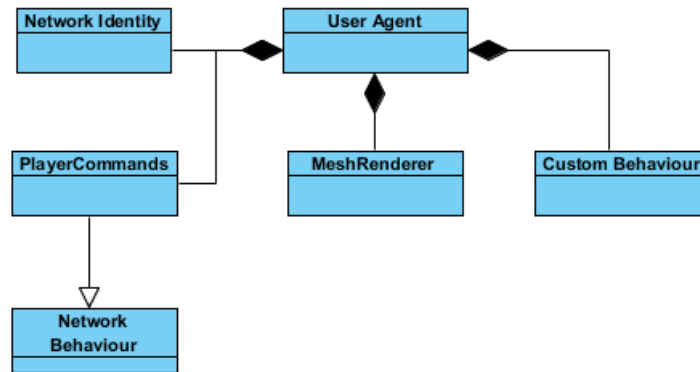 Network Identity
User Agent
PlayerCommands
MeshRenderer
Custom Behaviour
Network
Behaviour